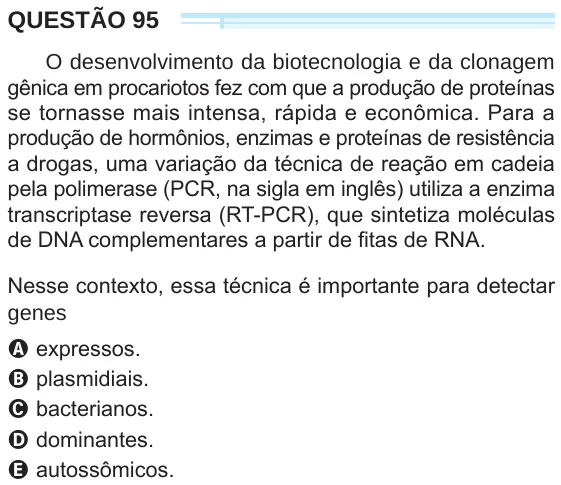 QUESTÃO 95
O desenvolvimento da biotecnologia e da clonagem
gênica em procariotos fez com que a produção de proteínas
se tornasse mais intensa, rápida e econômica. Para a
produção de hormônios, enzimas e proteínas de resistência
a drogas, uma variação da técnica de reação em cadeia
pela polimerase (PCR, na sigla em inglês) utiliza a enzima
transcriptase reversa (RT-PCR), que sintetiza moléculas
de DNA complementares a partir de fitas de RNA.
Nesse contexto, essa técnica é importante para detectar
genes
A expressos.
B plasmidiais.
C bacterianos.
D dominantes.
E autossômicos.